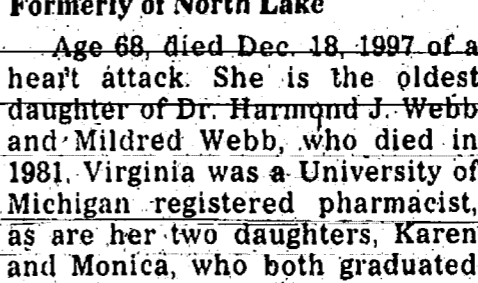 Formerly of North Lake
Age 68, died Dec. 18, 1997 of a
heart attack. She is the oldest
daughter of Dr. Harmond J. Webb
and Mildred Webb, who died in
1981. Virginia was a University of
Michigan registered pharmacist,
as are her two daughters, Karen
and Monica, who both graduated